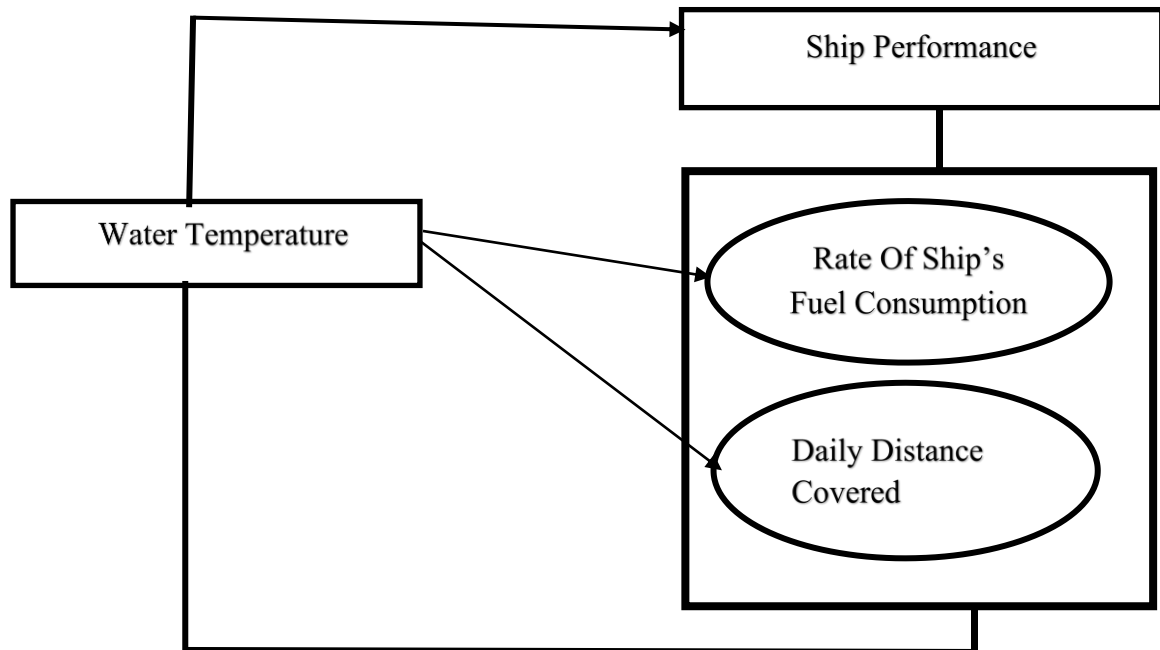 Ship Performance
Water Temperature
Rate Of Ship’s
Fuel Consumption
Daily Distance
Covered